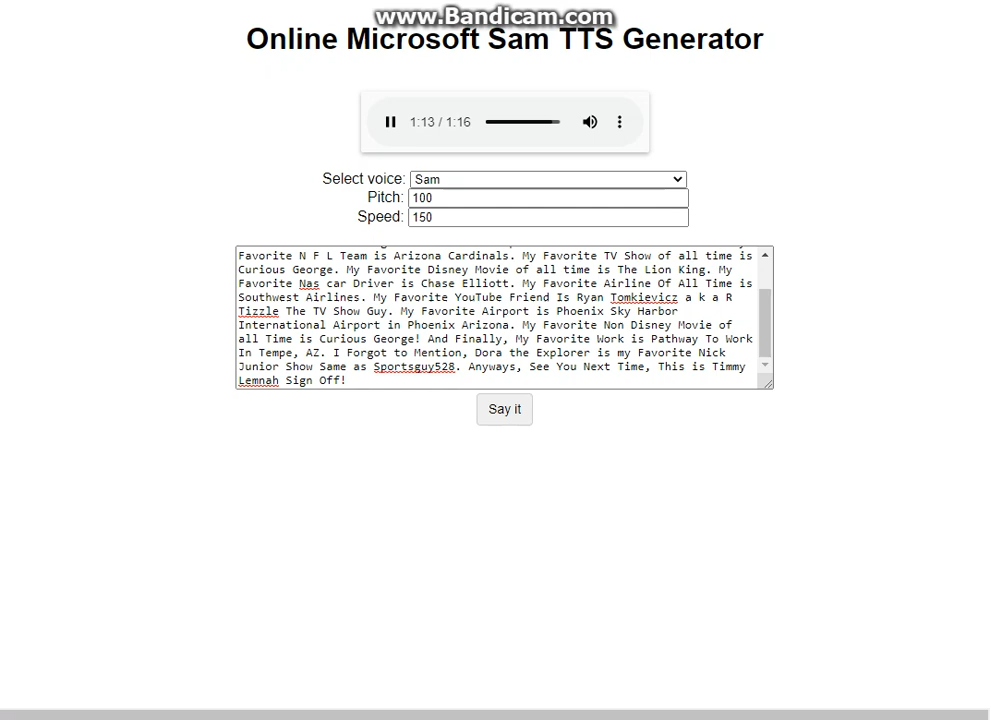 www.Bandicam.com
Online Microsoft Sam TTS Generator
1:13 / 1:16
Select voice: Sam
Pitch: 100
Speed: 150
Favorite N F L Team is Arizona Cardinals. My Favorite TV Show of all time is
Curious George. My Favorite Disney Movie of all time is The Lion King. My
Favorite Nas car Driver is Chase Elliott. My Favorite Airline Of All Time is
Southwest Airlines. My Favorite YouTube Friend Is Ryan Tomkievicz a k a R
Tizzle The TV Show Guy. My Favorite Airport is Phoenix Sky Harbor
International Airport in Phoenix Arizona. My Favorite Non Disney Movie of
all Time is Curious George! And Finally, My Favorite Work is Pathway To Work
In Tempe, AZ. I Forgot to Mention, Dora the Explorer is my Favorite Nick
Junior Show Same as Sportsguy528. Anyways, See You Next Time, This is Timmy
Lemnah Sign Off!
Say it